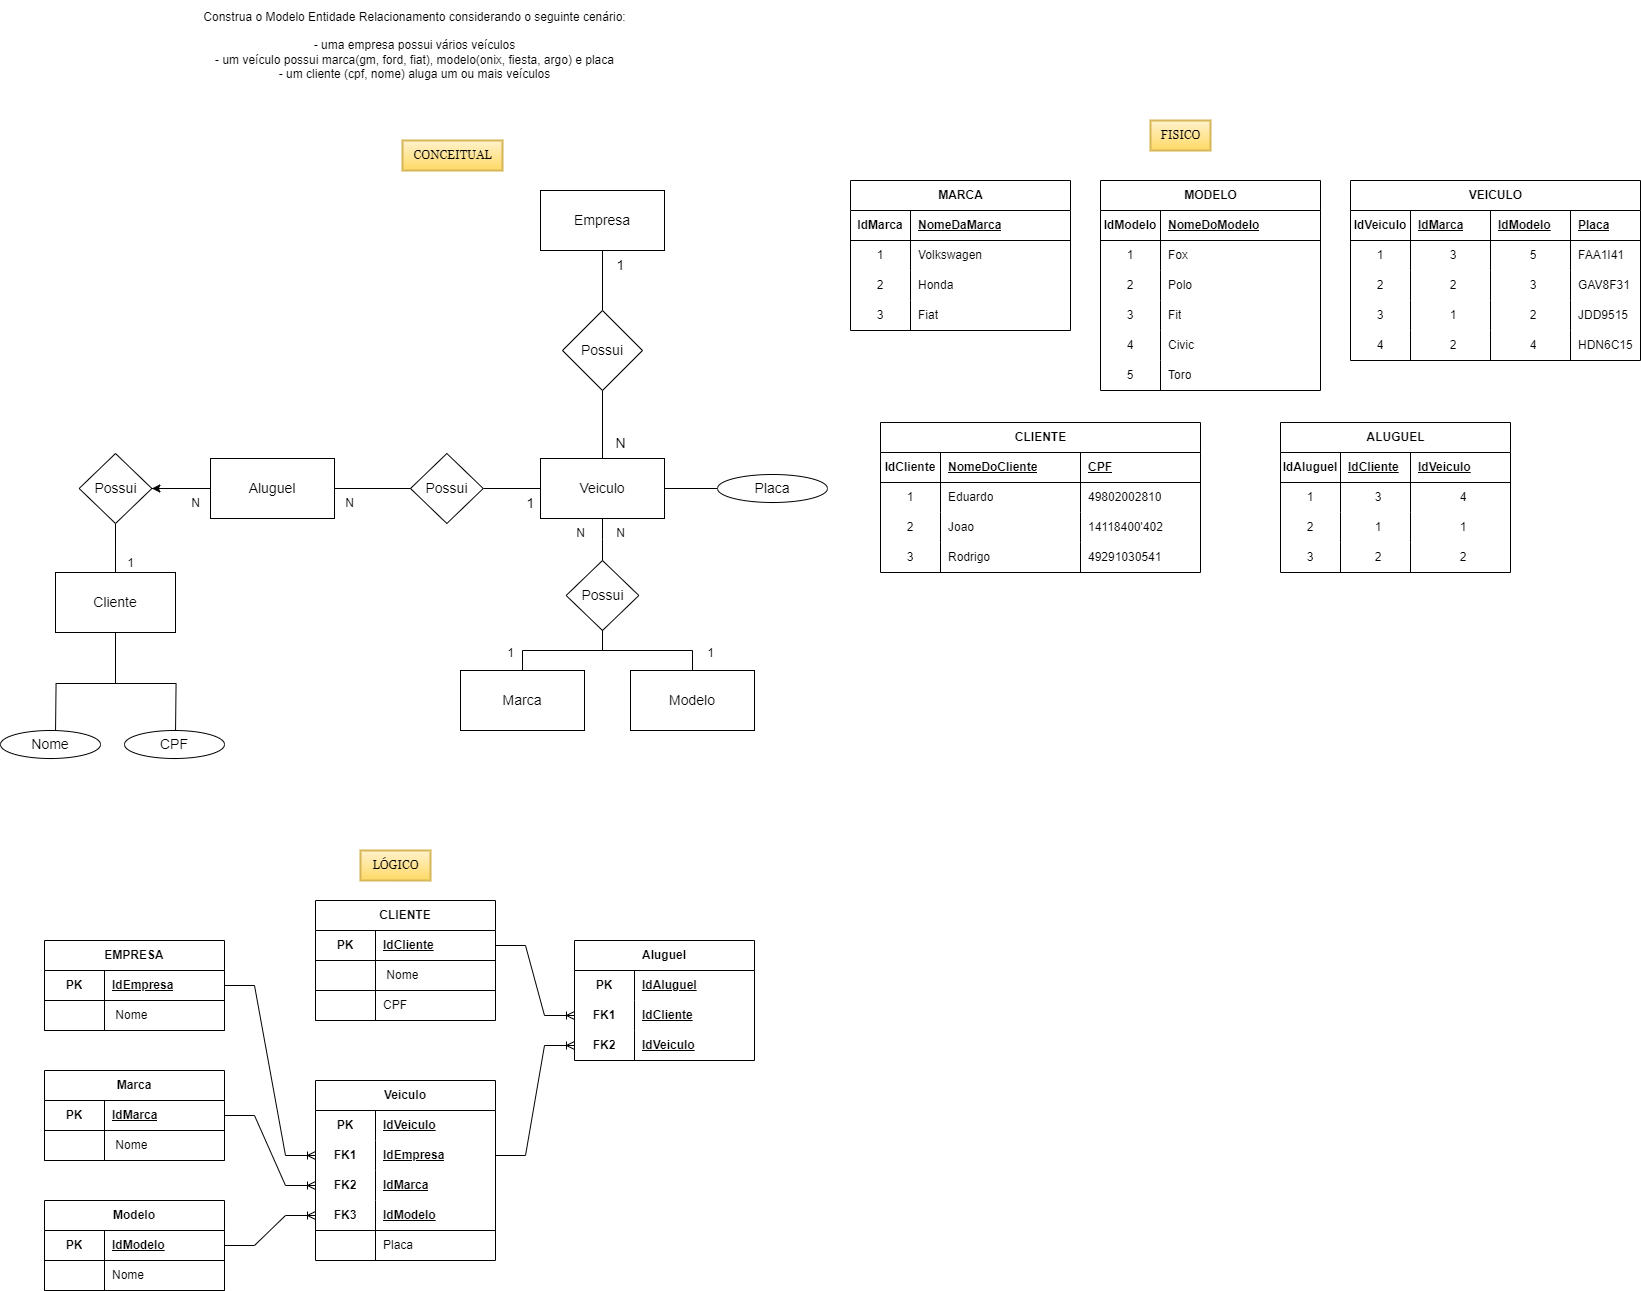 Construa o Modelo Entidade Relacionamento considerando o seguinte cenário:
- uma empresa possui vários veículos
- um veículo possui marca(gm, ford, fiat), modelo(onix, fiesta, argo) e placa
- um cliente (cpf, nome) aluga um ou mais veículos
CONCEITUAL
Empresa
1
Possui
N
Possui
N
Aluguel
N
Possui
1
Veiculo
Placa
N
N
1
Cliente
Possui
1
1
Marca
Modelo
Nome
CPF
FISICO
MARCA
IdMarca NomeDaMarca
1 Volkswagen
2 Honda
3 Fiat
MODELO
IdModelo NomeDoModelo
1 Fox
2 Polo
3 Fit
4 Civic
5 Toro
VEICULO
IdVeiculo IdMarca IdModelo Placa
1 3 5 FAA1I41
2 2 3 GAV8F31
3 1 2 JDD9515
4 2 4 HDN6C15
CLIENTE
IdCliente NomeDoCliente CPF
1 Eduardo 49802002810
2 Joao 14118400'402
3 Rodrigo 49291030541
ALUGUEL
IdAluguel IdCliente IdVeiculo
1 3 4
2 1 1
3 2 2
LÓGICO
CLIENTE
PK IdCliente
Nome
CPF
EMPRESA
PK IdEmpresa
Nome
Aluguel
PK IdAluguel
FK1 IdCliente
FK2 IdVeiculo
Marca
PK IdMarca
Nome
Veiculo
PK IdVeiculo
FK1 IdEmpresa
FK2 IdMarca
FK3 IdModelo
Placa
Modelo
PK IdModelo
Nome